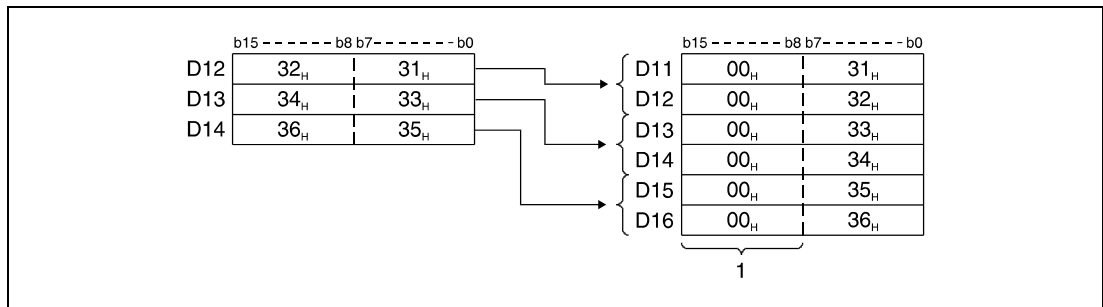 b15 - - - - - - - b8 b7- - - - - - - - b0 b15 - - - - - - - b8 b7- - - - - - - - b0
D12 32H 31H D11 00H 31H
D13 34H 33H D12 00H 32H
D14 36H 35H D13 00H 33H
D14 00H 34H
D15 00H 35H
D16 00H 36H
1